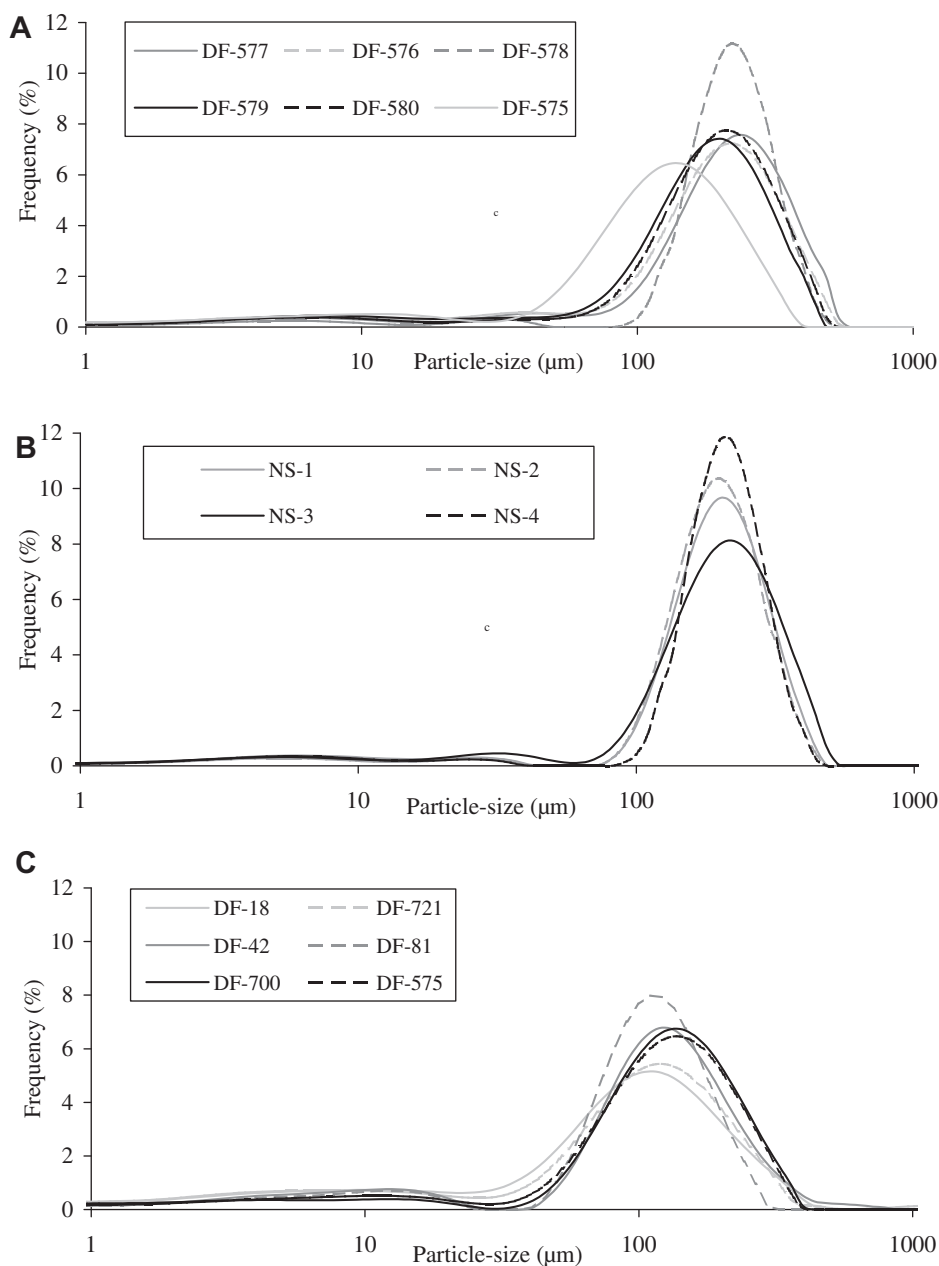 A
12
10
8
6
4
2
0
Frequency (%)
DF-577 DF-576 DF-578
DF-579 DF-580 DF-575
c
1 10 100 1000
Particle-size (µm)
B
12
10
8
6
4
2
0
Frequency (%)
NS-1 NS-2
NS-3 NS-4
c
1 10 100 1000
Particle-size (µm)
C
12
10
8
6
4
2
0
Frequency (%)
DF-18 DF-721
DF-42 DF-81
DF-700 DF-575
1 10 100 1000
Particle-size (µm)